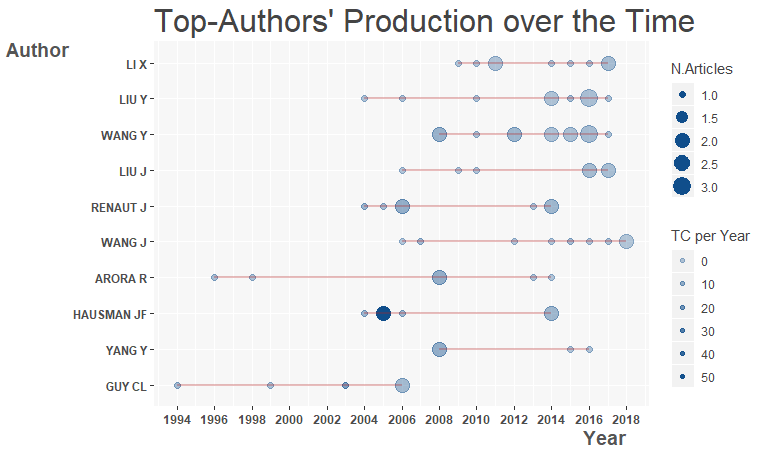 Top-Authors' Production over the Time
Author
LI X
LIU Y
WANG Y
LIU J
RENAUT J
WANG J
ARORA R
HAUSMAN JF
YANG Y
GUY CL
1994 1996 1998 2000 2002 2004 2006 2008 2010 2012 2014 2016 2018
Year
N.Articles
1.0
1.5
2.0
2.5
3.0
TC per Year
0
10
20
30
40
50